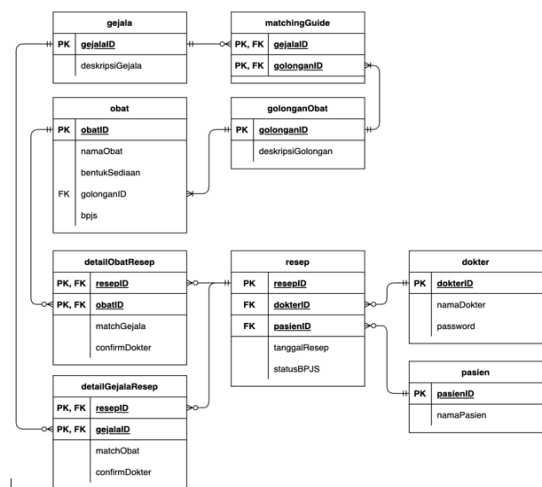 gejala
PK gejalaID
deskripsiGejala
matchingGuide
PK, FK gejalaID
PK, FK golonganID
obat
PK obatID
namaObat
bentukSediaan
FK golonganID
bpjs
golonganObat
PK golonganID
deskripsiGolongan
detailObatResep
PK, FK resepID
PK, FK obatID
matchGejala
confirmDokter
resep
PK resepID
FK dokterID
FK pasienID
tanggalResep
statusBPJS
dokter
PK dokterID
namaDokter
password
detailGejalaResep
PK, FK resepID
PK, FK gejalaID
matchObat
confirmDokter
pasien
PK pasienID
namaPasien